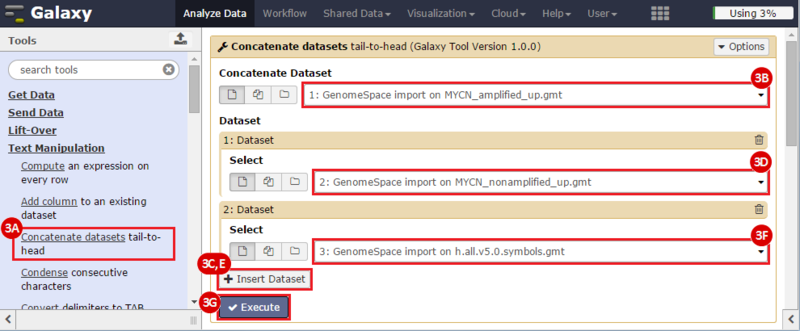 Galaxy
Analyze Data Workflow Shared Data Visualization Cloud Help User Using 3%
Tools
search tools
Get Data
Send Data
Lift-Over
Text Manipulation
Compute an expression on
every row
Add column to an existing
dataset
3A
Concatenate datasets tail-to-
head
Condense consecutive
characters
Convert delimiters to TAB
Concatenate datasets tail-to-head (Galaxy Tool Version 1.0.0)
Options
Concatenate Dataset
3B
1: GenomeSpace import on MYCN_amplified_up.gmt
Dataset
1: Dataset
Select
3D
2: GenomeSpace import on MYCN_nonamplified_up.gmt
2: Dataset
Select
3F
3: GenomeSpace import on h.all.v5.0.symbols.gmt
3C,E
Insert Dataset
3G
Execute